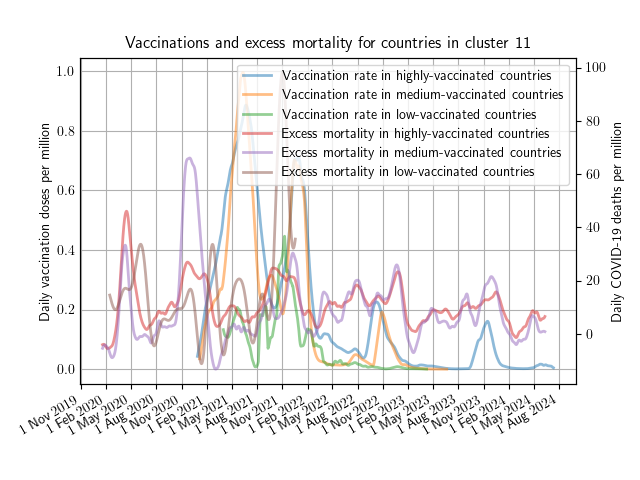 Vaccinations and excess mortality for countries in cluster 11
Vaccination rate in highly-vaccinated countries
Vaccination rate in medium-vaccinated countries
Vaccination rate in low-vaccinated countries
Excess mortality in highly-vaccinated countries
Excess mortality in medium-vaccinated countries
Excess mortality in low-vaccinated countries
Daily vaccination doses per million
1.0
0.8
0.6
0.4
0.2
0.0
Daily COVID-19 deaths per million
100
80
60
40
20
0
1 Nov 2019
1 Feb 2020
1 May 2020
1 Aug 2020
1 Nov 2020
1 Feb 2021
1 May 2021
1 Aug 2021
1 Nov 2021
1 Feb 2022
1 May 2022
1 Aug 2022
1 Nov 2022
1 Feb 2023
1 May 2023
1 Aug 2023
1 Nov 2023
1 Feb 2024
1 May 2024
1 Aug 2024